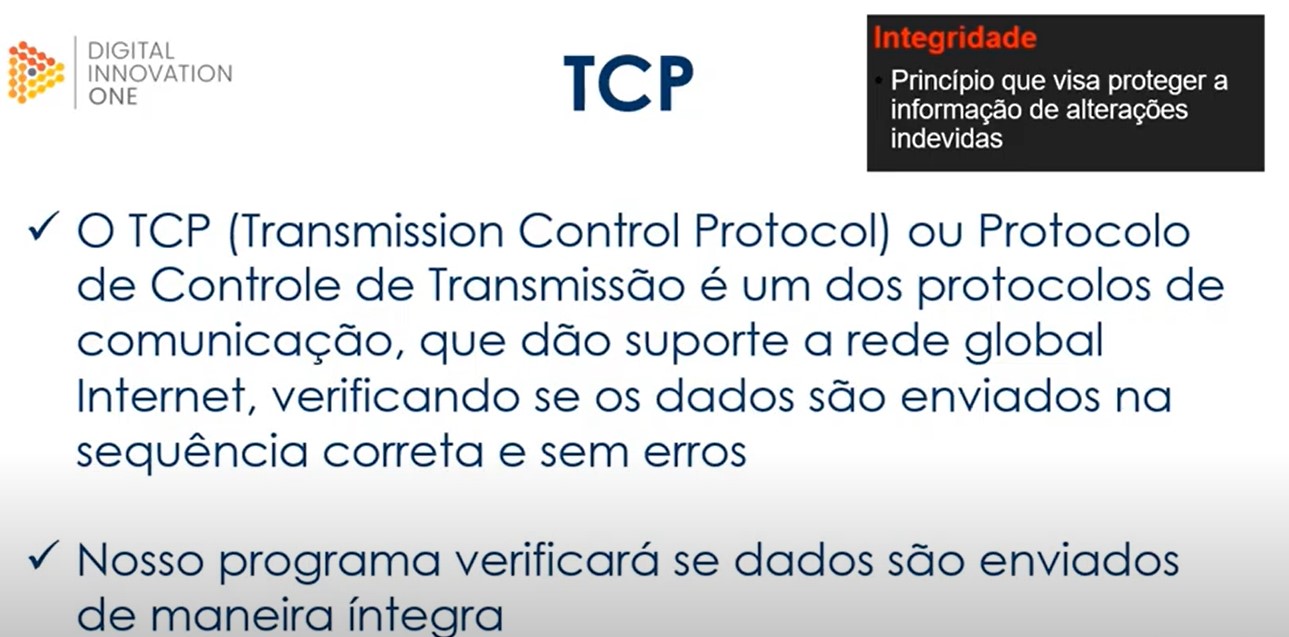 DIGITAL
INNOVATION
ONE
TCP
Integridade
• Princípio que visa proteger a
informação de alterações
indevidas
✓ O TCP (Transmission Control Protocol) ou Protocolo
de Controle de Transmissão é um dos protocolos de
comunicação, que dão suporte a rede global
Internet, verificando se os dados são enviados na
sequência correta e sem erros
✓ Nosso programa verificará se dados são enviados
de maneira íntegra